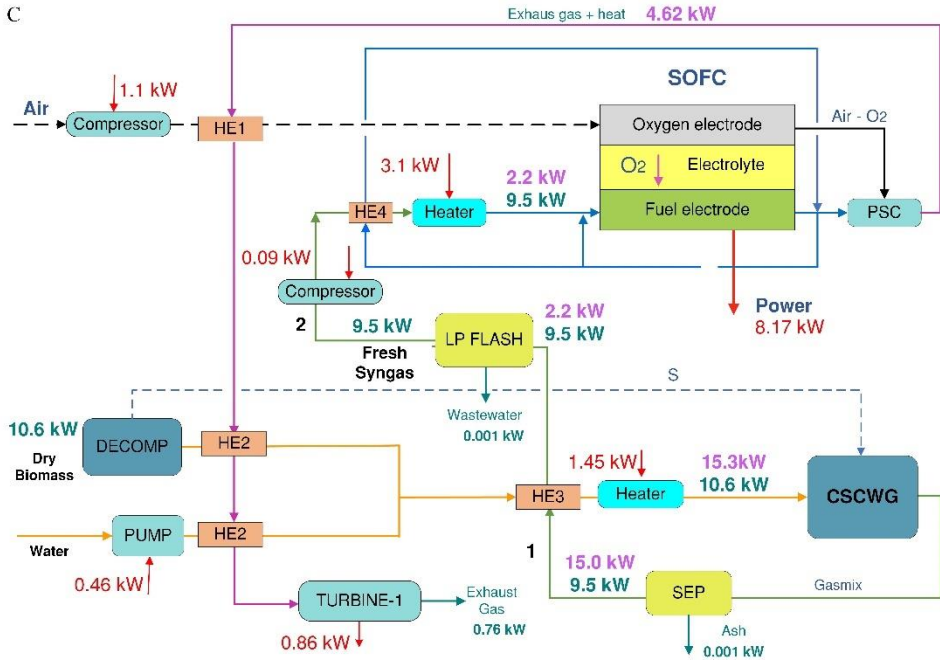 C
Exhaus gas + heat 4.62 kW
SOFC
1.1 kW
Air
Compressor
HE1
Oxygen electrode
Air - O2
O2
Electrolyte
Fuel electrode
3.1 kW
2.2 kW
9.5 kW
HE4
Heater
PSC
0.09 kW
Compressor
Power
8.17 kW
2
9.5 kW
Fresh
Syngas
LP FLASH
2.2 kW
9.5 kW
S
Wastewater
0.001 kW
10.6 kW
Dry
Biomass
DECOMP
HE2
1.45 kW
15.3kW
10.6 kW
HE3
Heater
CSCWG
Water
PUMP
HE2
0.46 kW
1
15.0 kW
9.5 kW
SEP
Gasmix
Ash
0.001 kW
TURBINE-1
Exhaust
Gas
0.76 kW
0.86 kW